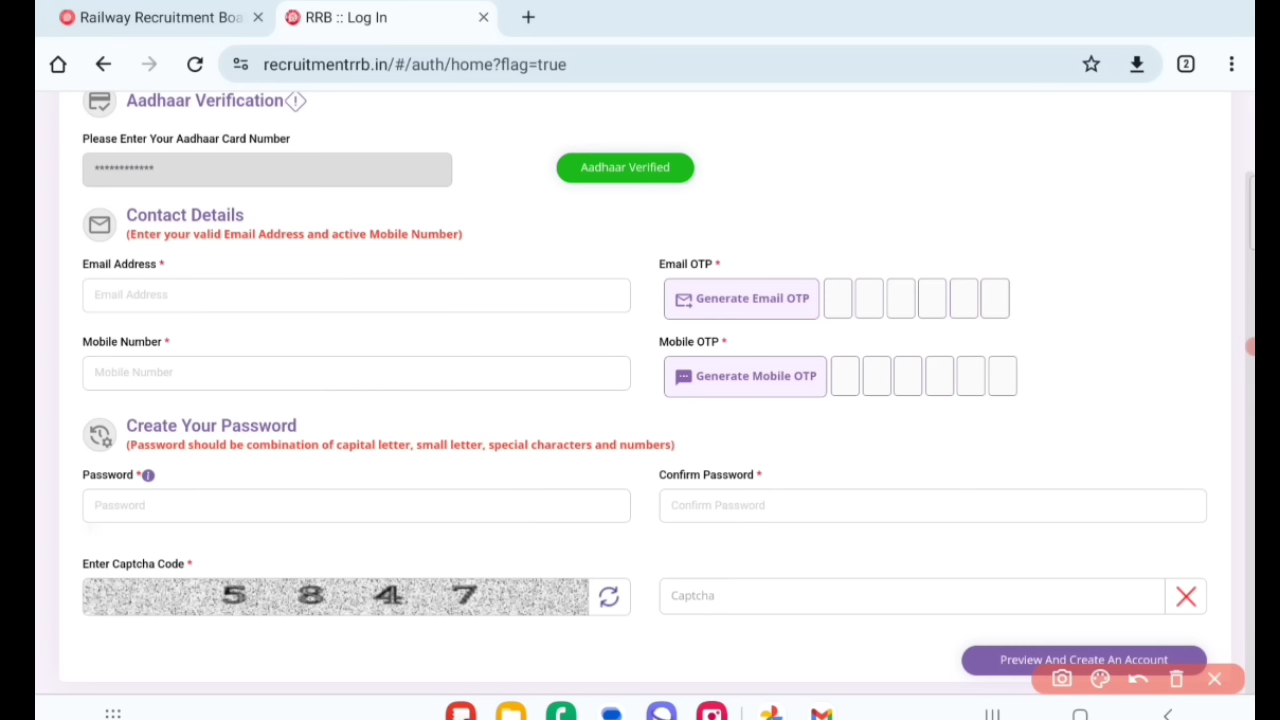 Railway Recruitment Boa
RRB :: Log In
recruitmentrrb.in/#/auth/home?flag=true
2
Aadhaar Verification
Please Enter Your Aadhaar Card Number
************
Aadhaar Verified
Contact Details
(Enter your valid Email Address and active Mobile Number)
Email Address *
Email OTP *
Email Address
Generate Email OTP
Mobile Number *
Mobile OTP *
Mobile Number
Generate Mobile OTP
Create Your Password
(Password should be combination of capital letter, small letter, special characters and numbers)
Password * i
Confirm Password *
Password
Confirm Password
Enter Captcha Code *
5 8 4 7
Captcha
Preview And Create An Account